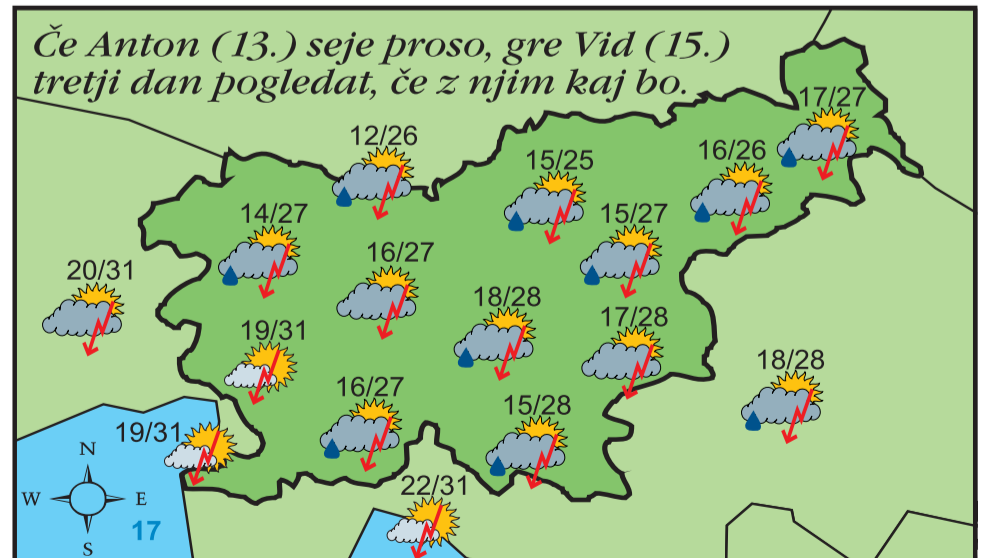 Če Anton (13.) seje proso, gre Vid (15.)
tretji dan pogledat, če z njim kaj bo.
17/27
12/26
15/25
16/26
14/27
15/27
20/31
16/27
18/28
17/28
19/31
18/28
16/27
15/28
19/31
N
22/31
W
E
17
S